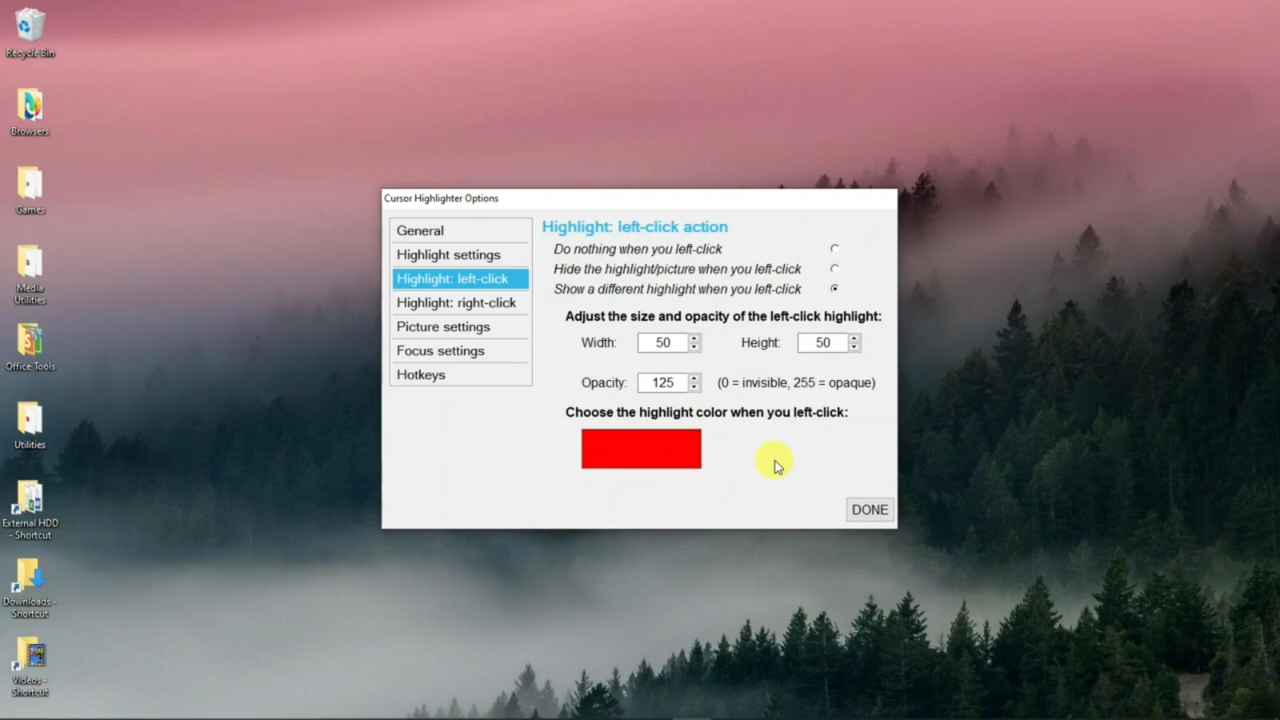 Recycle Bin
Browsers
Games
Media
Utilities
Office Tools
Utilities
External HDD
- Shortcut
Downloads -
Shortcut
Videos -
Shortcut
Cursor Highlighter Options
General
Highlight settings
Highlight: left-click
Highlight: right-click
Picture settings
Focus settings
Hotkeys
Highlight: left-click action
Do nothing when you left-click
Hide the highlight/picture when you left-click
Show a different highlight when you left-click
Adjust the size and opacity of the left-click highlight:
Width: 50 Height: 50
Opacity: 125 (0 = invisible, 255 = opaque)
Choose the highlight color when you left-click:
DONE